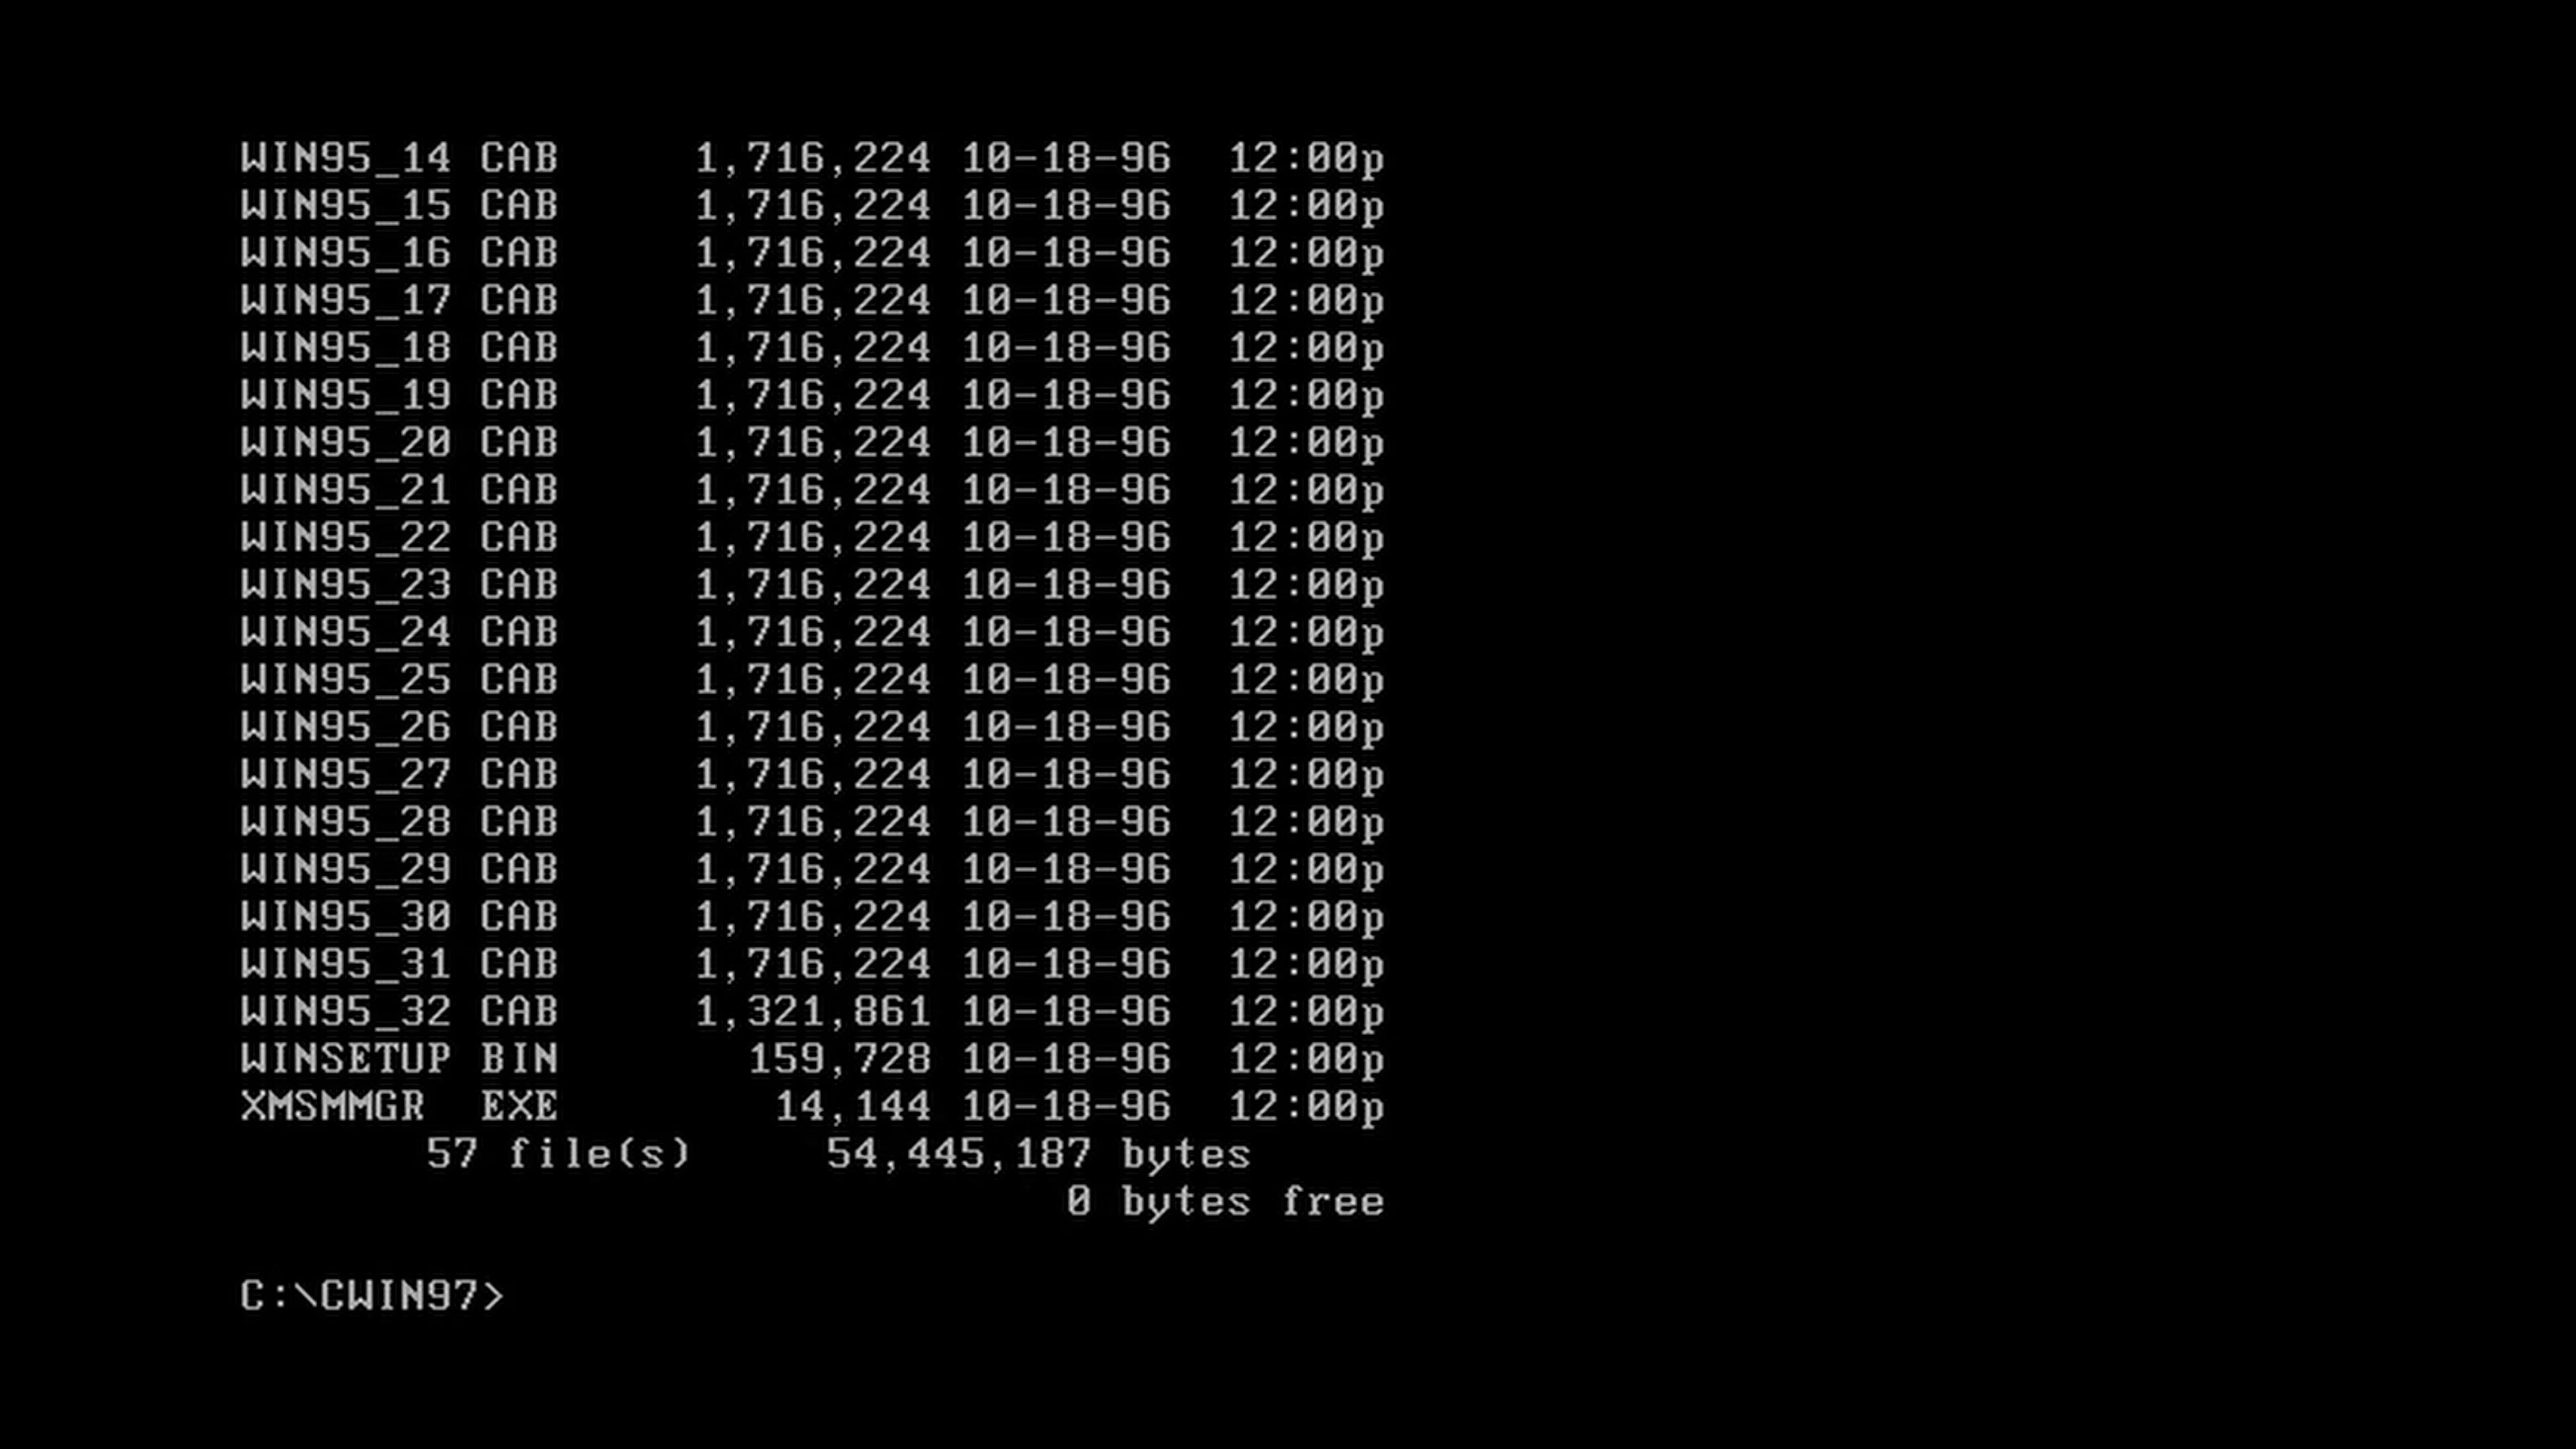 WIN95_14 CAB     1,716,224 10-18-96  12:00p
WIN95_15 CAB     1,716,224 10-18-96  12:00p
WIN95_16 CAB     1,716,224 10-18-96  12:00p
WIN95_17 CAB     1,716,224 10-18-96  12:00p
WIN95_18 CAB     1,716,224 10-18-96  12:00p
WIN95_19 CAB     1,716,224 10-18-96  12:00p
WIN95_20 CAB     1,716,224 10-18-96  12:00p
WIN95_21 CAB     1,716,224 10-18-96  12:00p
WIN95_22 CAB     1,716,224 10-18-96  12:00p
WIN95_23 CAB     1,716,224 10-18-96  12:00p
WIN95_24 CAB     1,716,224 10-18-96  12:00p
WIN95_25 CAB     1,716,224 10-18-96  12:00p
WIN95_26 CAB     1,716,224 10-18-96  12:00p
WIN95_27 CAB     1,716,224 10-18-96  12:00p
WIN95_28 CAB     1,716,224 10-18-96  12:00p
WIN95_29 CAB     1,716,224 10-18-96  12:00p
WIN95_30 CAB     1,716,224 10-18-96  12:00p
WIN95_31 CAB     1,716,224 10-18-96  12:00p
WIN95_32 CAB     1,321,861 10-18-96  12:00p
WINSETUP BIN       159,728 10-18-96  12:00p
XMSMMGR  EXE        14,144 10-18-96  12:00p
       57 file(s)     54,445,187 bytes
                               0 bytes free
C:\CWIN97>